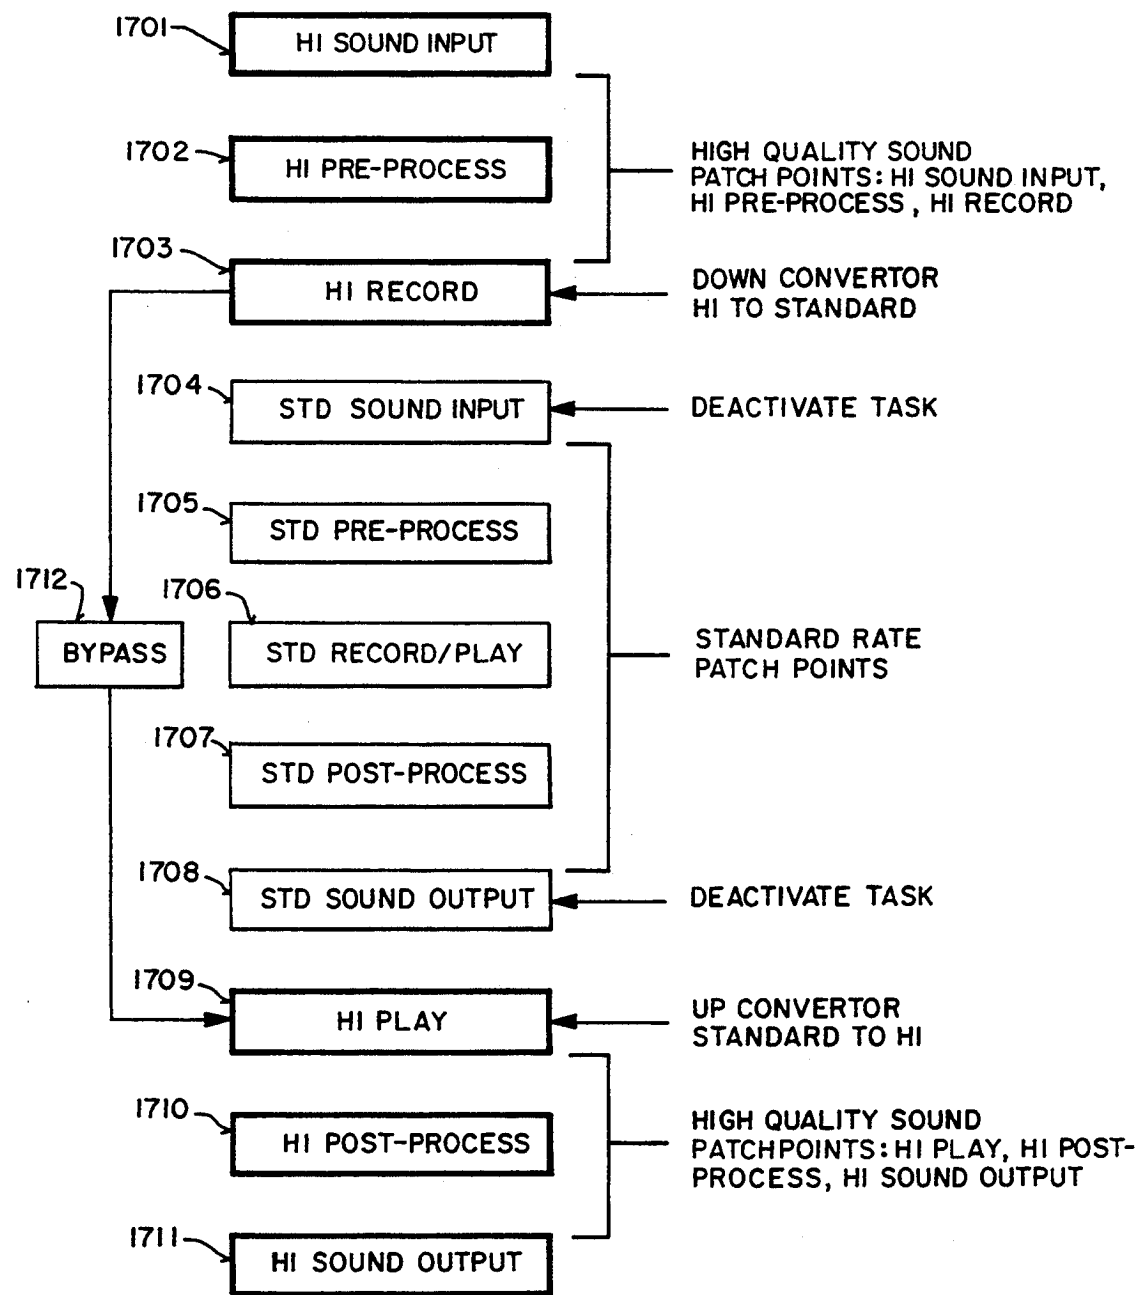 1701
HI SOUND INPUT
1702
HI PRE-PROCESS
HIGH QUALITY SOUND
PATCH POINTS: HI SOUND INPUT,
HI PRE-PROCESS, HI RECORD
1703
HI RECORD
DOWN CONVERTOR
HI TO STANDARD
1704
STD SOUND INPUT
DEACTIVATE TASK
1705
STD PRE-PROCESS
1712
BYPASS
1706
STD RECORD/PLAY
STANDARD RATE
PATCH POINTS
1707
STD POST-PROCESS
1708
STD SOUND OUTPUT
DEACTIVATE TASK
1709
HI PLAY
UP CONVERTOR
STANDARD TO HI
1710
HI POST-PROCESS
HIGH QUALITY SOUND
PATCHPOINTS: HI PLAY, HI POST-
PROCESS, HI SOUND OUTPUT
1711
HI SOUND OUTPUT